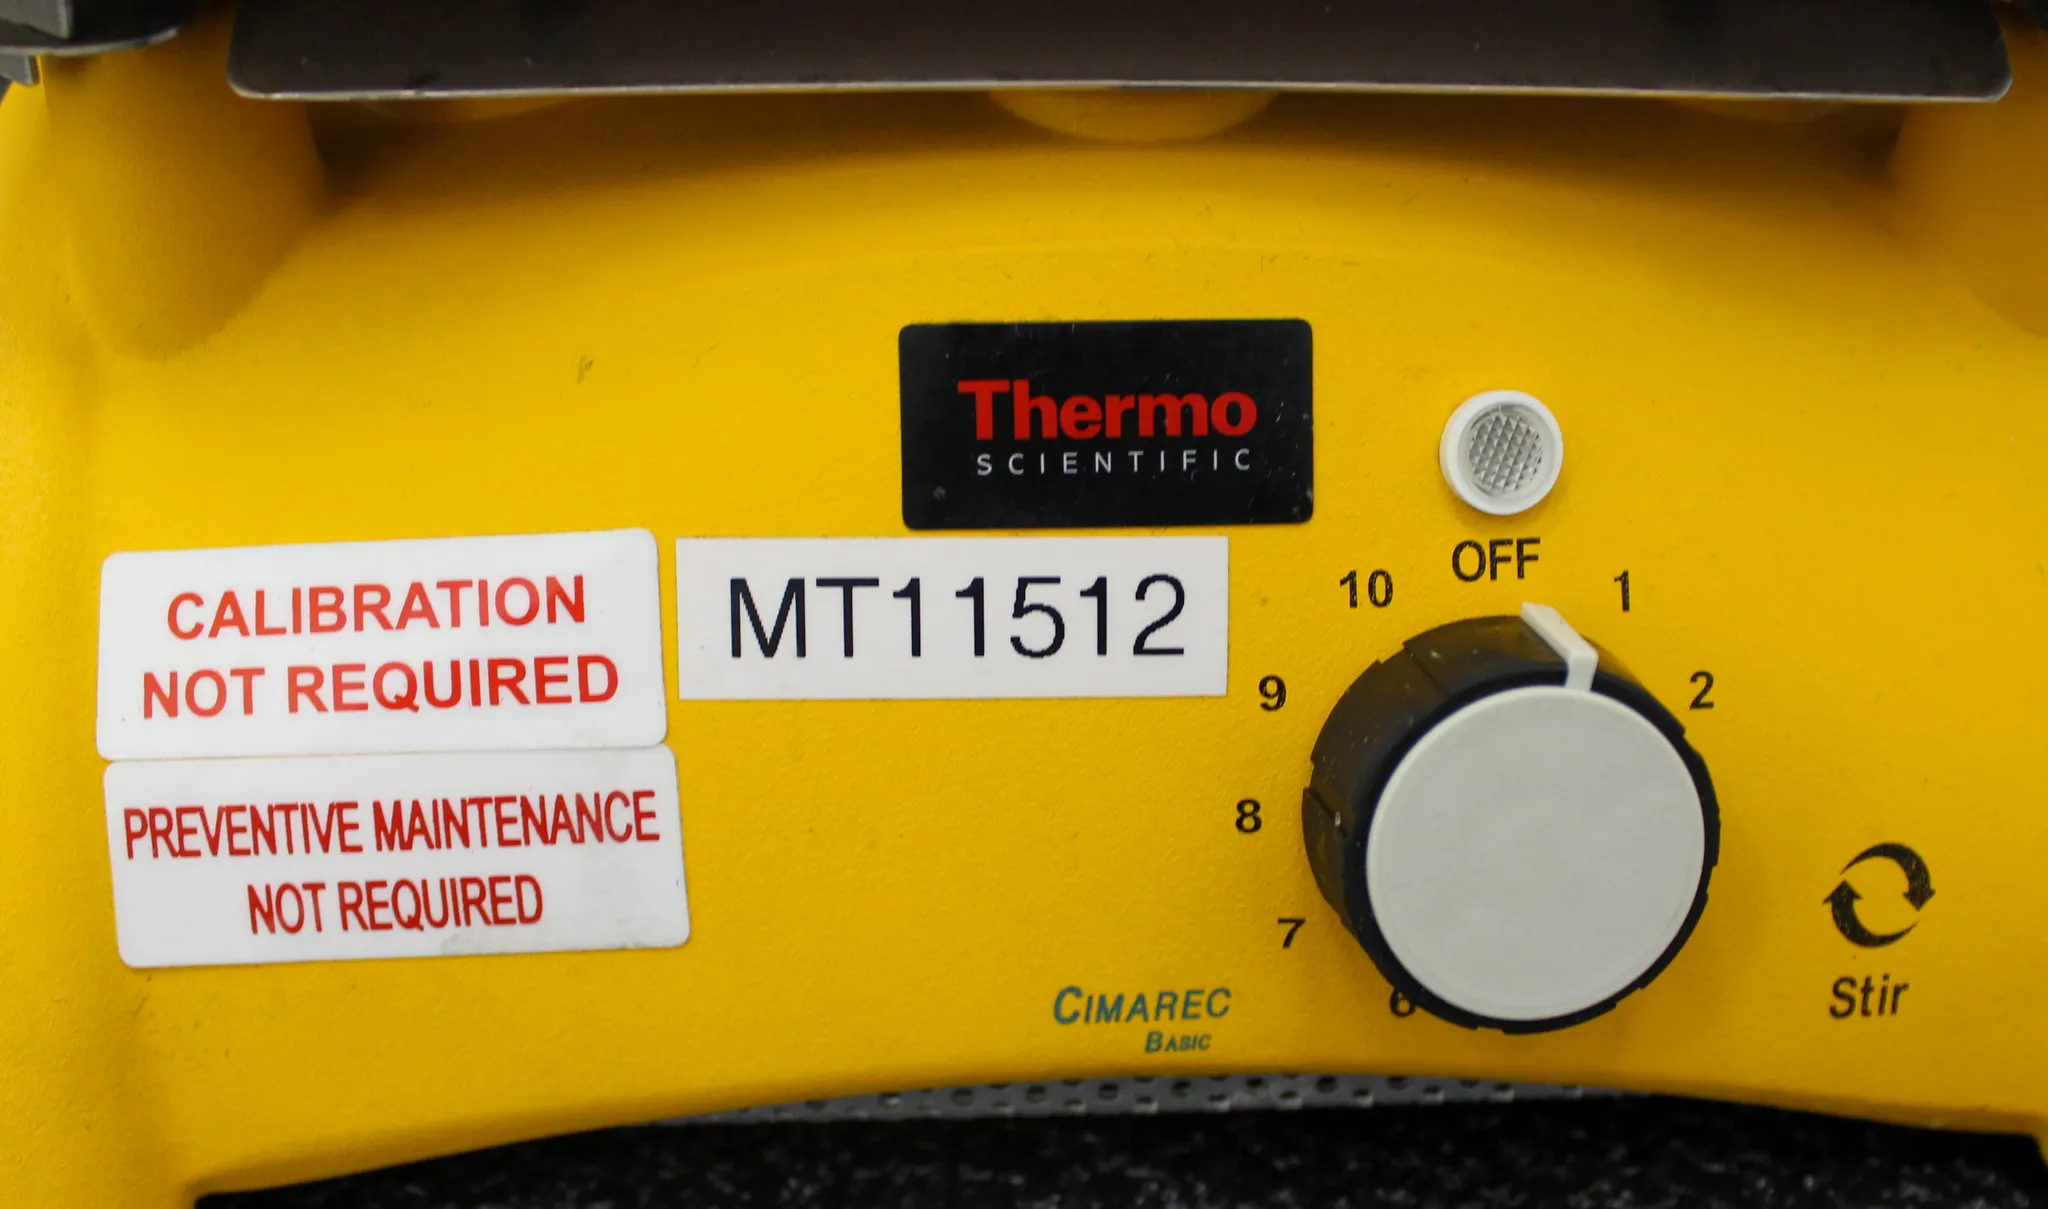 Thermo
SCIENTIFIC
CALIBRATION
NOT REQUIRED
MT11512
PREVENTIVE MAINTENANCE
NOT REQUIRED
OFF
10
1
9
2
8
7
6
Stir
CIMAREC
BASIC